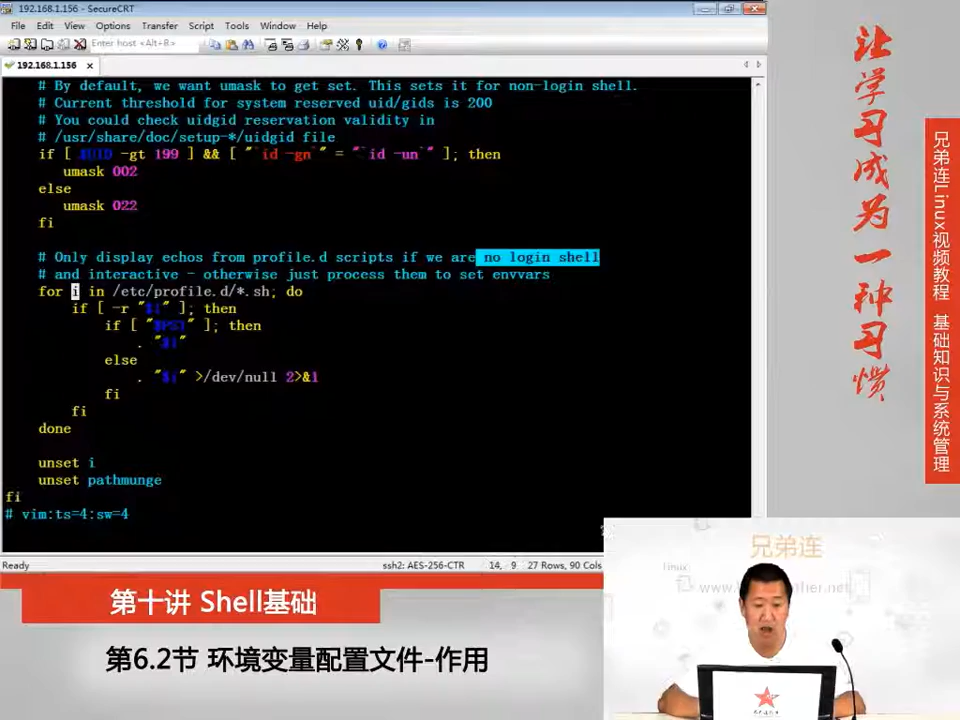 192.168.1.156 - SecureCRT
File Edit View Options Transfer Script Tools Window Help
Enter host <Alt+R>
192.168.1.156
# By default, we want umask to get set. This sets it for non-login shell.
# Current threshold for system reserved uid/gids is 200
# You could check uidgid reservation validity in
# /usr/share/doc/setup-*/uidgid file
if [ $UID -gt 199 ] && [ "`id -gn`" = "`id -un`" ]; then
umask 002
else
umask 022
fi
# Only display echos from profile.d scripts if we are no login shell
# and interactive - otherwise just process them to set envvars
for i in /etc/profile.d/*.sh; do
if [ -r "$i" ]; then
if [ "$PS1" ]; then
. "$i"
else
. "$i" >/dev/null 2>&1
fi
fi
done
unset i
unset pathmunge
fi
# vim:ts=4:sw=4
Ready ssh2: AES-256-CTR 14, 9 27 Rows, 90 Cols
让学习成为一种习惯
兄弟连Linux视频教程 基础知识与系统管理
兄弟连
Linux
第十讲 Shell基础
第6.2节 环境变量配置文件-作用